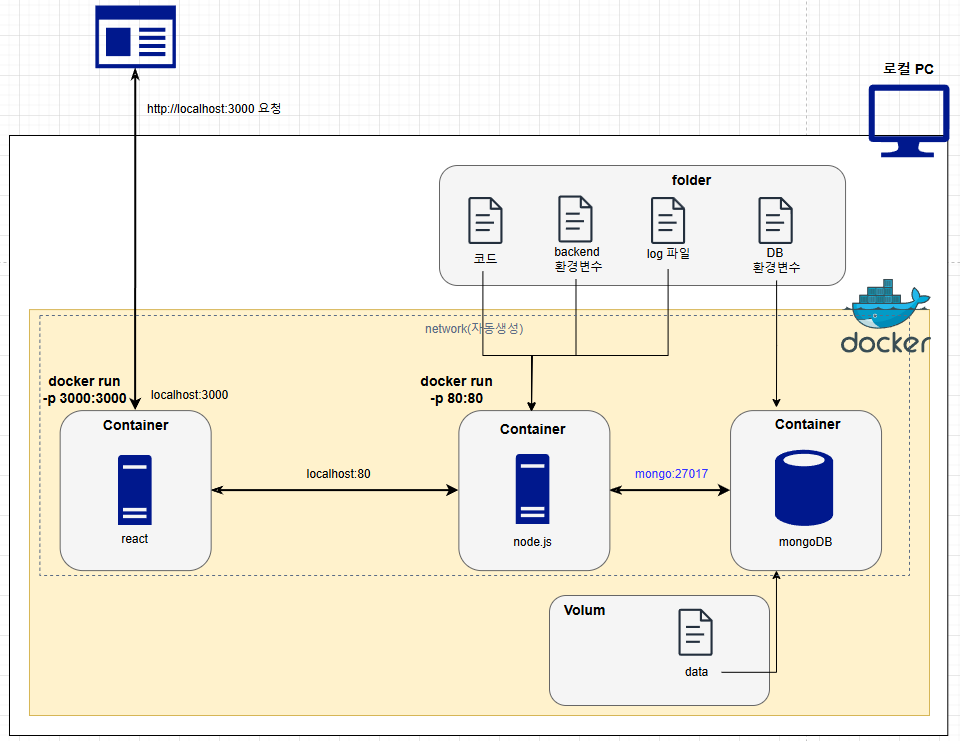 로컬 PC
http://localhost:3000 요청
folder
코드
backend
환경변수
log 파일
DB
환경변수
docker
network(자동생성)
docker run
-p 3000:3000
localhost:3000
docker run
-p 80:80
Container
react
localhost:80
Container
node.js
mongo:27017
Container
mongoDB
Volum
data